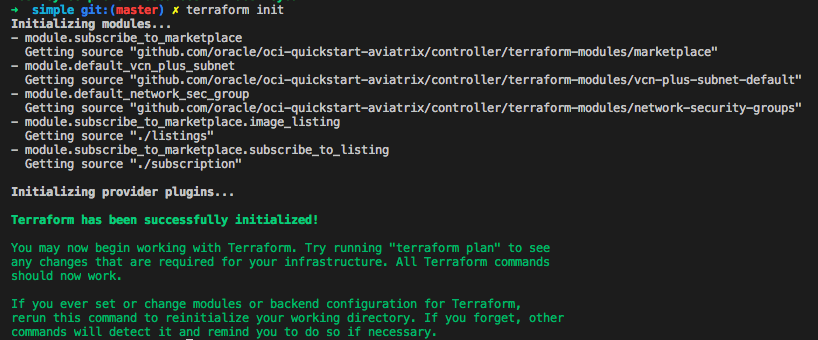 ➜ simple git:(master) ✗ terraform init
Initializing modules...
- module.subscribe_to_marketplace
Getting source "github.com/oracle/oci-quickstart-aviatrix/controller/terraform-modules/marketplace"
- module.default_vcn_plus_subnet
Getting source "github.com/oracle/oci-quickstart-aviatrix/controller/terraform-modules/vcn-plus-subnet-default"
- module.default_network_sec_group
Getting source "github.com/oracle/oci-quickstart-aviatrix/controller/terraform-modules/network-security-groups"
- module.subscribe_to_marketplace.image_listing
Getting source "./listings"
- module.subscribe_to_marketplace.subscribe_to_listing
Getting source "./subscription"
Initializing provider plugins...
Terraform has been successfully initialized!
You may now begin working with Terraform. Try running "terraform plan" to see
any changes that are required for your infrastructure. All Terraform commands
should now work.
If you ever set or change modules or backend configuration for Terraform,
rerun this command to reinitialize your working directory. If you forget, other
commands will detect it and remind you to do so if necessary.